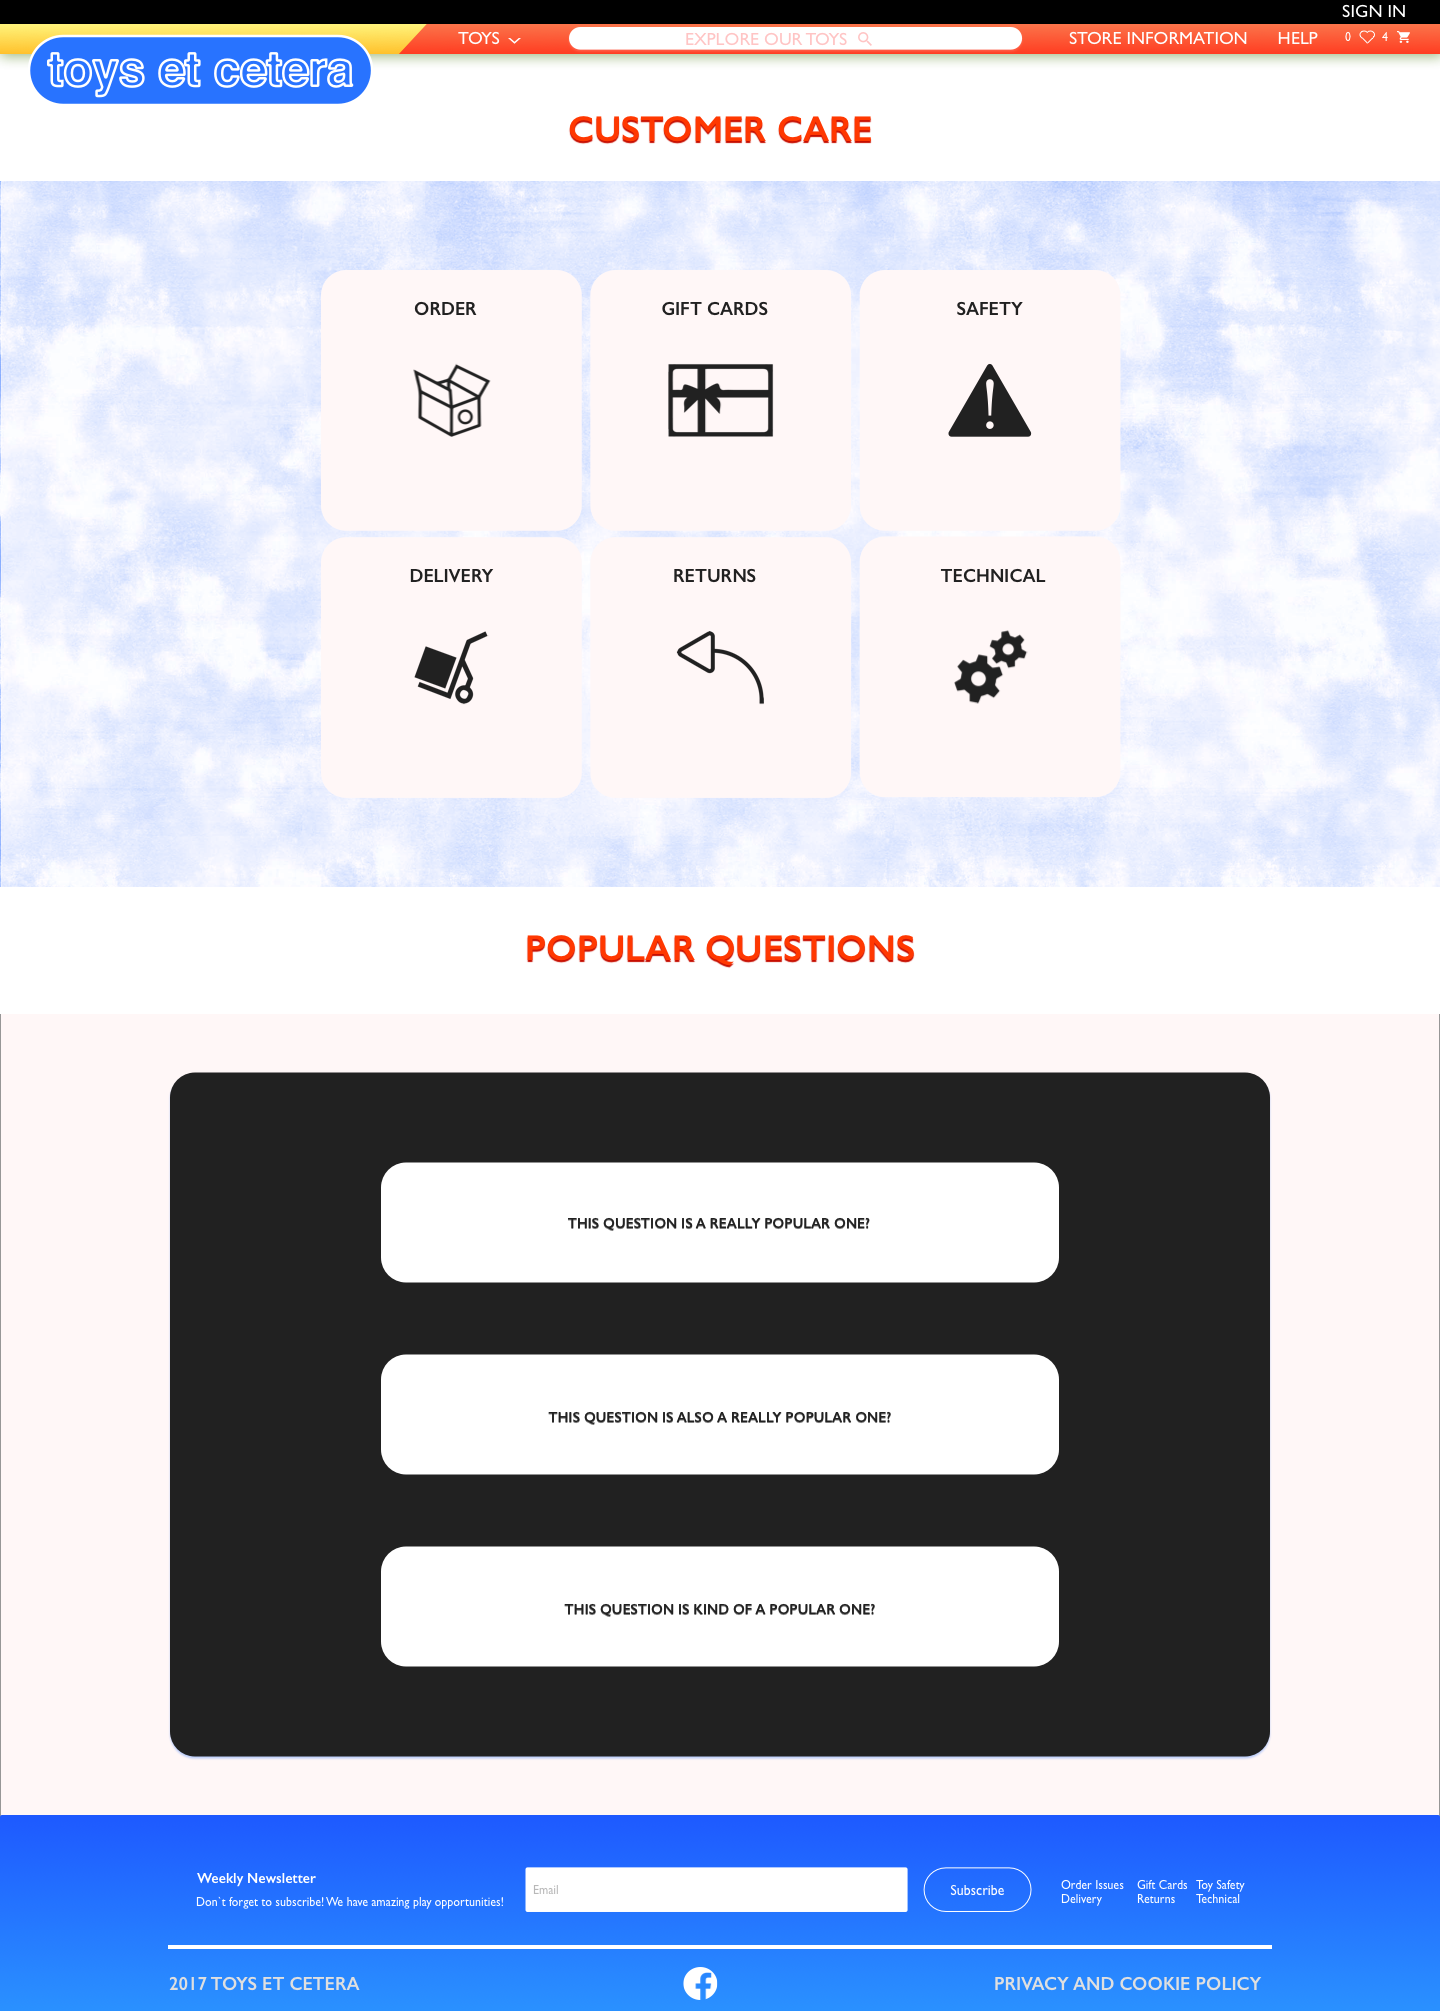 SIGN IN
toys et cetera
TOYS
EXPLORE OUR TOYS
STORE INFORMATION
HELP
0
4
CUSTOMER CARE
ORDER
GIFT CARDS
SAFETY
DELIVERY
RETURNS
TECHNICAL
POPULAR QUESTIONS
THIS QUESTION IS A REALLY POPULAR ONE?
THIS QUESTION IS ALSO A REALLY POPULAR ONE?
THIS QUESTION IS KIND OF A POPULAR ONE?
Weekly Newsletter
Don`t forget to subscribe! We have amazing play opportunities!
Email
Subscribe
Order Issues
Delivery
Gift Cards
Returns
Toy Safety
Technical
2017 TOYS ET CETERA
PRIVACY AND COOKIE POLICY